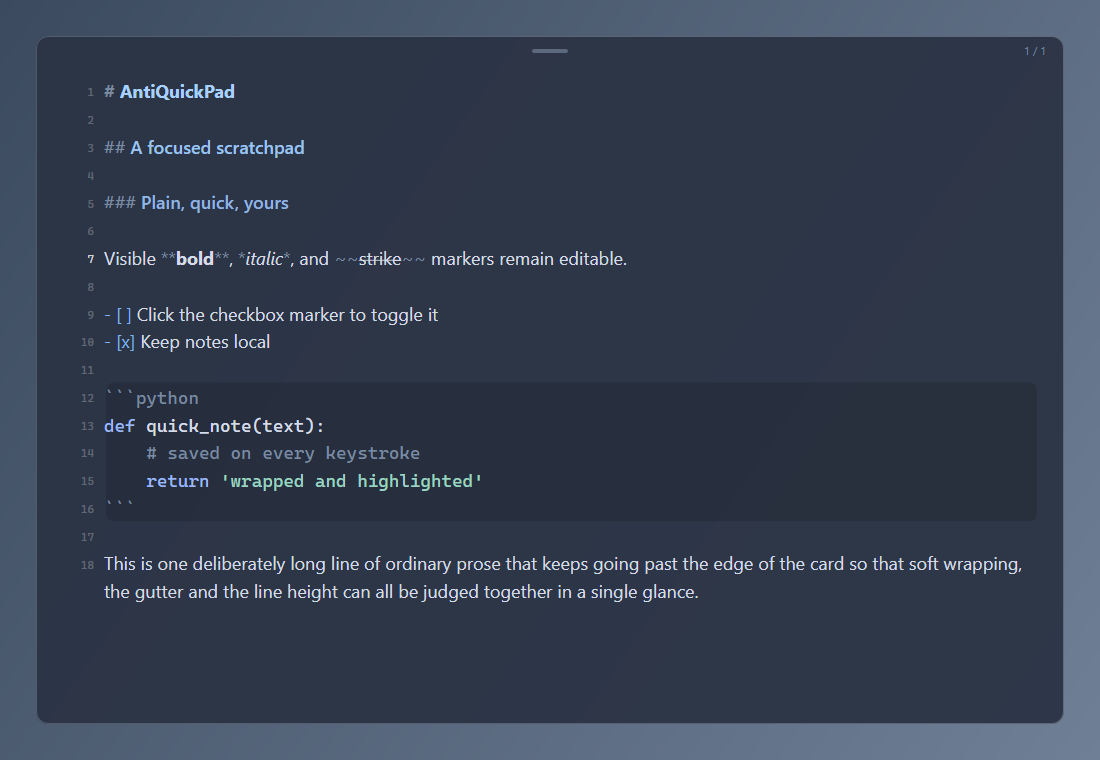 1 / 1
1 # AntiQuickPad
2
3 ## A focused scratchpad
4
5 ### Plain, quick, yours
6
7 Visible **bold**, *italic*, and ~~strike~~ markers remain editable.
8
9 - [ ] Click the checkbox marker to toggle it
10 - [x] Keep notes local
11
12 ```python
13 def quick_note(text):
14     # saved on every keystroke
15     return 'wrapped and highlighted'
16 ```
17
18 This is one deliberately long line of ordinary prose that keeps going past the edge of the card so that soft wrapping,
the gutter and the line height can all be judged together in a single glance.